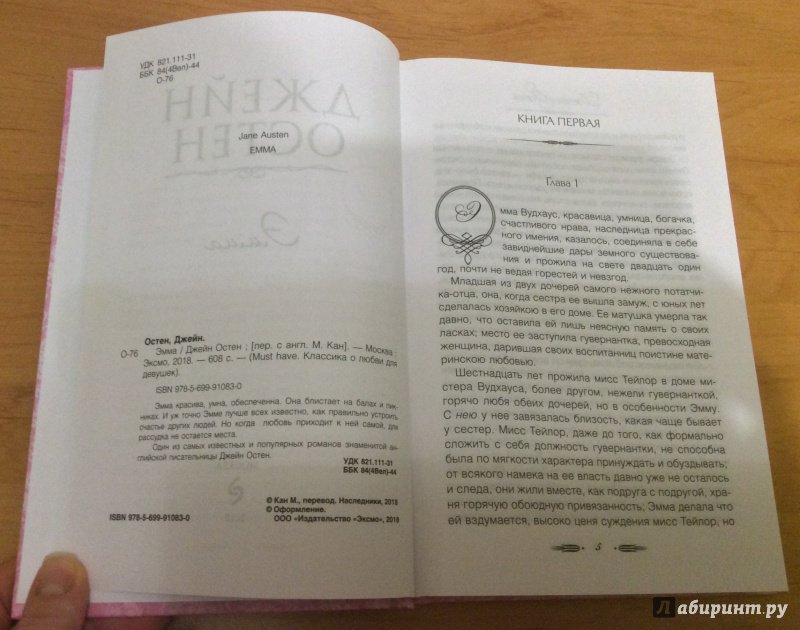 УДК 821.111-31
ББК 84(4Вел)-44
О-76
ДЖЕЙН
ОСТЕН
Jane Austen
EMMA
Эмма
Остен, Джейн.
О-76 Эмма / Джейн Остен ; [пер. с англ. М. Кан]. — Москва :
Эксмо, 2018. — 608 с. — (Must have. Классика о любви для
девушек).
ISBN 978-5-699-91083-0
Эмма красива, умна, обеспеченна. Она блистает на балах и пик-
никах. И уж точно Эмме лучше всех известно, как правильно устроить
счастье других людей. Но когда любовь приходит к ней самой, для
рассудка не остается места.
Один из самых известных и популярных романов знаменитой ан-
глийской писательницы Джейн Остен.
УДК 821.111-31
ББК 84(4Вел)-44
© Кан М., перевод. Наследники, 2018
© Оформление.
ООО «Издательство «Эксмо», 2018
ISBN 978-5-699-91083-0
КНИГА ПЕРВАЯ
Глава 1
Эмма Вудхаус, красавица, умница, богачка,
счастливого нрава, наследница прекрас-
ного имения, казалось, соединяла в себе
завиднейшие дары земного существова-
ния и прожила на свете двадцать один
год, почти не ведая горестей и невзгод.
Младшая из двух дочерей самого нежного потатчи-
ка-отца, она, когда сестра ее вышла замуж, с юных лет
сделалась хозяйкою в его доме. Ее матушка умерла так
давно, что оставила ей лишь неясную память о своих
ласках; место ее заступила гувернантка, превосходная
женщина, дарившая своих воспитанниц поистине мате-
ринскою любовью.
Шестнадцать лет прожила мисс Тейлор в доме ми-
стера Вудхауса, более другом, нежели гувернанткой,
горячо любя обеих дочерей, но в особенности Эмму.
С нею у нее завязалась близость, какая чаще бывает
у сестер. Мисс Тейлор, даже до того, как формально
сложить с себя должность гувернантки, не способна
была по мягкости характера принуждать и обуздывать;
от всякого намека на ее власть давно уже не осталось
и следа, они жили вместе, как подруга с подругой, хра-
ня горячую обоюдную привязанность; Эмма делала что
ей вздумается, высоко ценя суждения мисс Тейлор, но
5
Лабиринт.ру